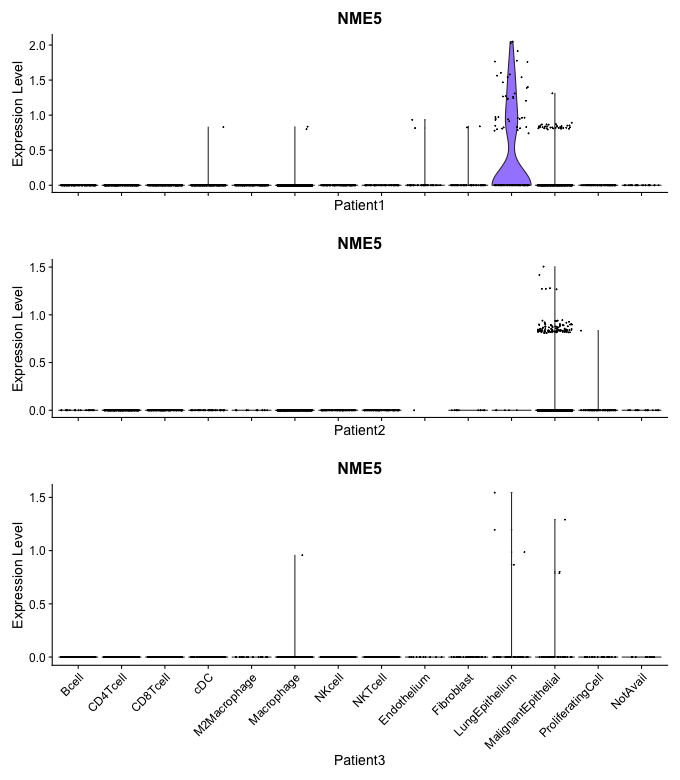 NME5
Expression Level
2.0
1.5
1.0
0.5
0.0
Patient1
NME5
Expression Level
1.5
1.0
0.5
0.0
Patient2
NME5
Expression Level
1.5
1.0
0.5
0.0
Bcell
CD4Tcell
CD8Tcell
cDC
M2Macrophage
Macrophage
NKcell
NKTcell
Endothelium
Fibroblast
LungEpithelium
MalignantEpithelial
ProliferatingCell
NotAvail
Patient3